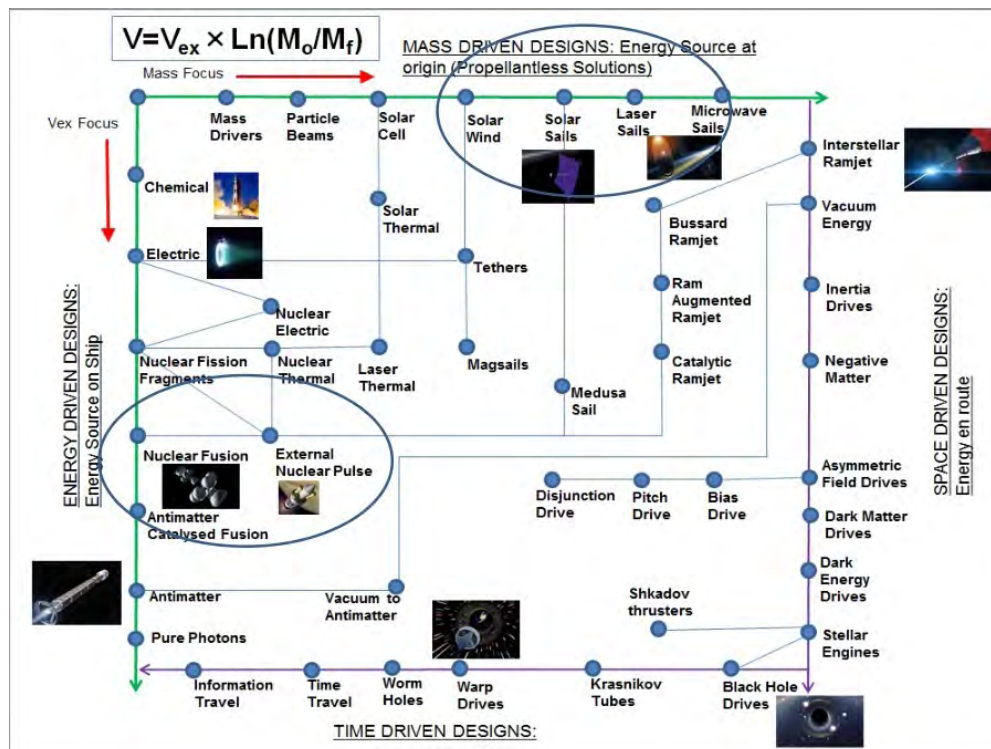 V=Vex × Ln(Mo/Mf)
MASS DRIVEN DESIGNS: Energy Source at
origin (Propellantless Solutions)
Mass Focus
Vex Focus
Mass
Drivers
Particle
Beams
Solar
Cell
Solar
Wind
Solar
Sails
Laser
Sails
Microwave
Sails
Interstellar
Ramjet
Chemical
Solar
Thermal
Bussard
Ramjet
Vacuum
Energy
Electric
Tethers
Ram
Augmented
Ramjet
Inertia
Drives
Nuclear
Electric
Nuclear Fission
Fragments
Nuclear
Thermal
Laser
Thermal
Magsails
Catalytic
Ramjet
Negative
Matter
Medusa
Sail
ENERGY DRIVEN DESIGNS:
Energy Source on Ship
SPACE DRIVEN DESIGNS:
Energy en route
Nuclear Fusion
External
Nuclear Pulse
Disjunction
Drive
Pitch
Drive
Bias
Drive
Asymmetric
Field Drives
Antimatter
Catalysed Fusion
Dark Matter
Drives
Dark
Energy
Drives
Antimatter
Vacuum to
Antimatter
Shkadov
thrusters
Stellar
Engines
Pure Photons
Information
Travel
Time
Travel
Worm
Holes
Warp
Drives
Krasnikov
Tubes
Black Hole
Drives
TIME DRIVEN DESIGNS: